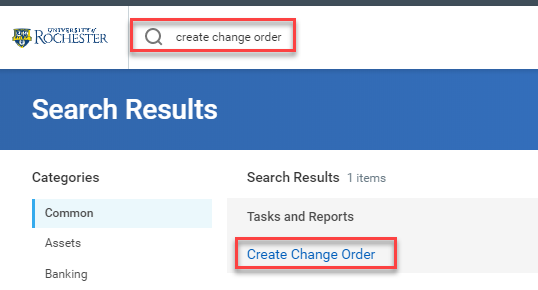 UNIVERSITY of
ROCHESTER
create change order
Search Results
Categories
Search Results 1 items
Common
Tasks and Reports
Assets
Create Change Order
Banking